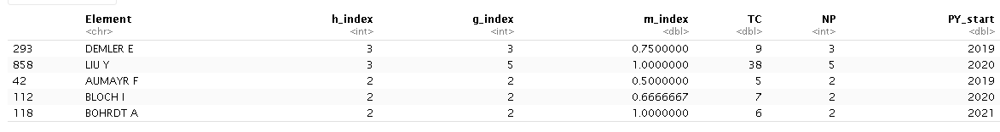 Element h_index g_index m_index TC NP PY_start
<chr> <int> <int> <dbl> <dbl> <int> <dbl>
293 DEMLER E 3 3 0.7500000 9 3 2019
858 LIU Y 3 5 1.0000000 38 5 2020
42 AUMAYR F 2 2 0.5000000 5 2 2019
112 BLOCH I 2 2 0.6666667 7 2 2020
118 BOHRDT A 2 2 1.0000000 6 2 2021